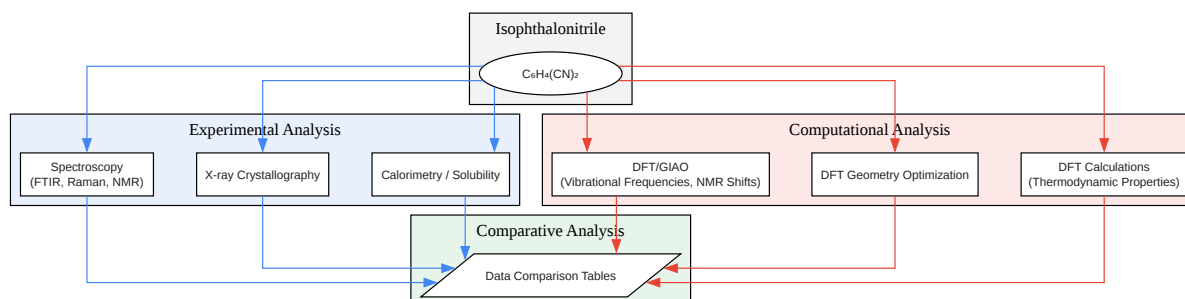 Isophthalonitrile
C₆H₄(CN)₂
Experimental Analysis
Spectroscopy
(FTIR, Raman, NMR)
X-ray Crystallography
Calorimetry / Solubility
Computational Analysis
DFT/GIAO
(Vibrational Frequencies, NMR Shifts)
DFT Geometry Optimization
DFT Calculations
(Thermodynamic Properties)
Comparative Analysis
Data Comparison Tables